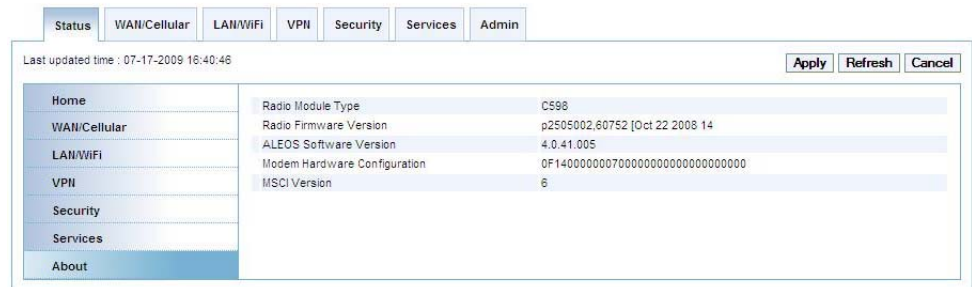 Status WAN/Cellular LAN/WiFi VPN Security Services Admin
Last updated time : 07-17-2009 16:40:46 Apply Refresh Cancel
Home
WAN/Cellular
LAN/WiFi
VPN
Security
Services
About
Radio Module Type C598
Radio Firmware Version p2505002,60752 [Oct 22 2008 14
ALEOS Software Version 4.0.41.005
Modem Hardware Configuration
MSCI Version 6